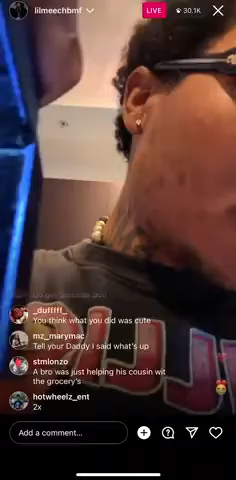 lilmeechbmf
LIVE
30.1K
_duffff_
You think what you did was cute
mz_marymac
Tell your Daddy I said what's up
stmlonzo
A bro was just helping his cousin wit
the grocery's
hotwheelz_ent
2x
Add a comment...